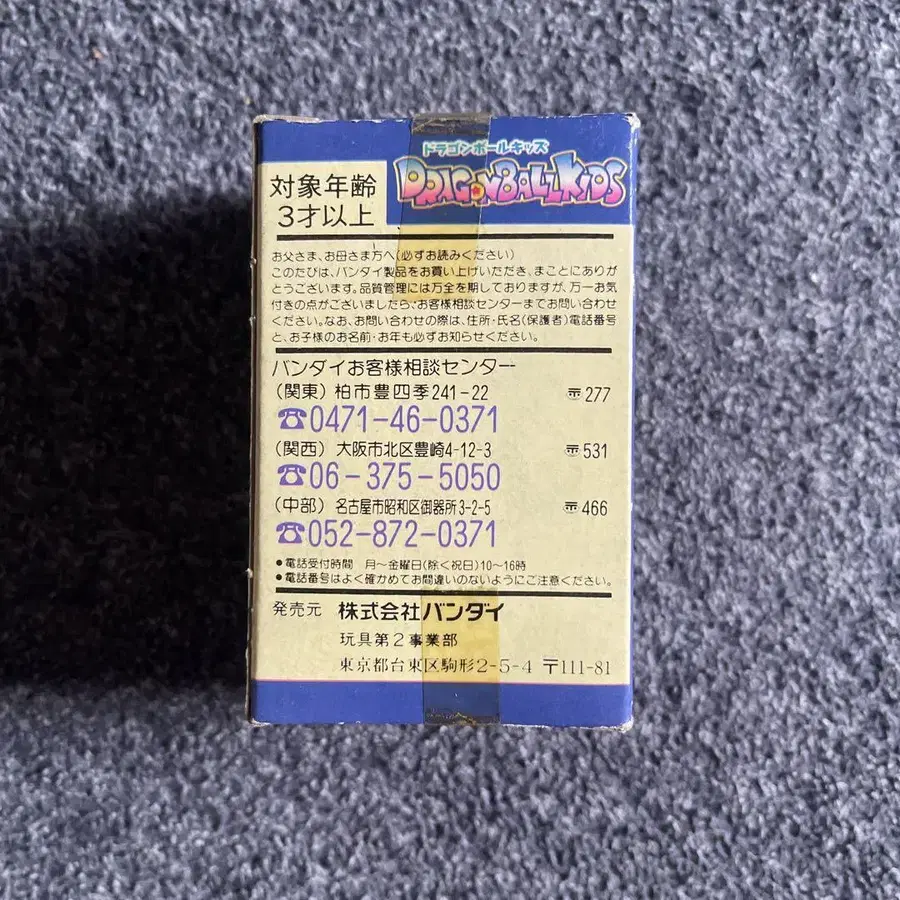 ドラゴンボールキッズ
DRAGONBALLKIDS
対象年齢
3才以上
お父さま、お母さま方へ(必ずお読みください)
このたびは、バンダイ製品をお買い上げいただき、まことにありが
とうございます。品質管理には万全を期しておりますが、万一お気
付きの点がございましたら、お客様相談センターまでお問い合わせ
ください。なお、お問い合わせの際は、住所・氏名(保護者)電話番号
と、お子様のお名前・お年も必ずお知らせください。
バンダイお客様相談センター
(関東) 柏市豊四季241-22 〠277
☎0471-46-0371
(関西) 大阪市北区豊崎4-12-3 〠531
☎06-375-5050
(中部) 名古屋市昭和区御器所3-2-5 〠466
☎052-872-0371
●電話受付時間 月〜金曜日(除く祝日)10〜16時
●電話番号はよく確かめてお間違いのないようにご注意ください。
発売元 株式会社バンダイ
玩具第2事業部
東京都台東区駒形2-5-4 〒111-81